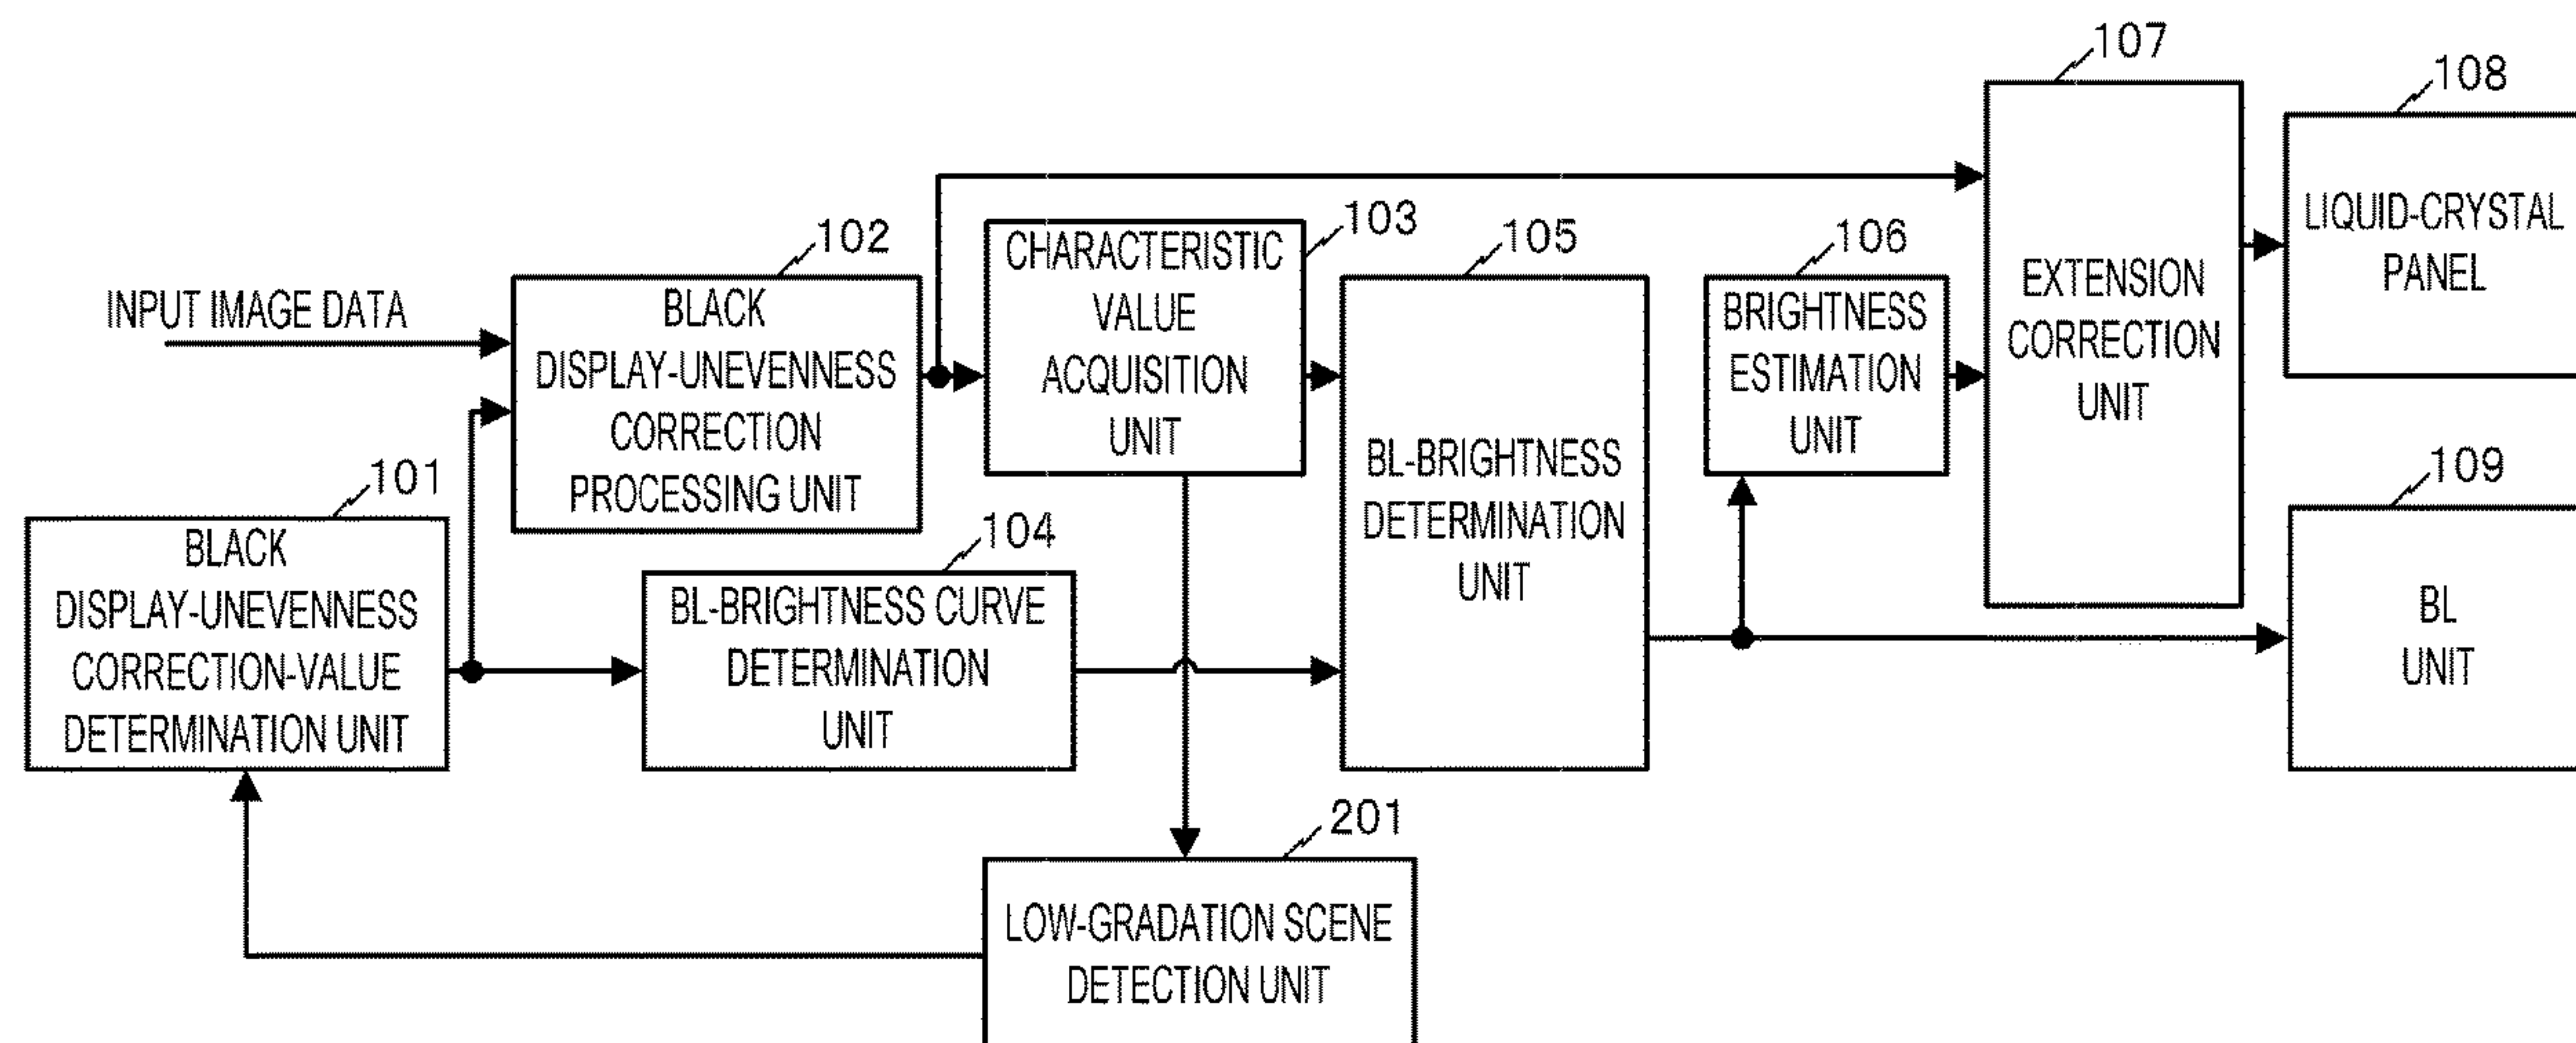 107
108
102
103
105
106
INPUT IMAGE DATA
BLACK
DISPLAY-UNEVENNESS
CORRECTION
PROCESSING UNIT
CHARACTERISTIC
VALUE
ACQUISITION
UNIT
BL-BRIGHTNESS
DETERMINATION
UNIT
BRIGHTNESS
ESTIMATION
UNIT
EXTENSION
CORRECTION
UNIT
LIQUID-CRYSTAL
PANEL
101
104
109
BLACK
DISPLAY-UNEVENNESS
CORRECTION-VALUE
DETERMINATION UNIT
BL-BRIGHTNESS CURVE
DETERMINATION
UNIT
BL
UNIT
201
LOW-GRADATION SCENE
DETECTION UNIT